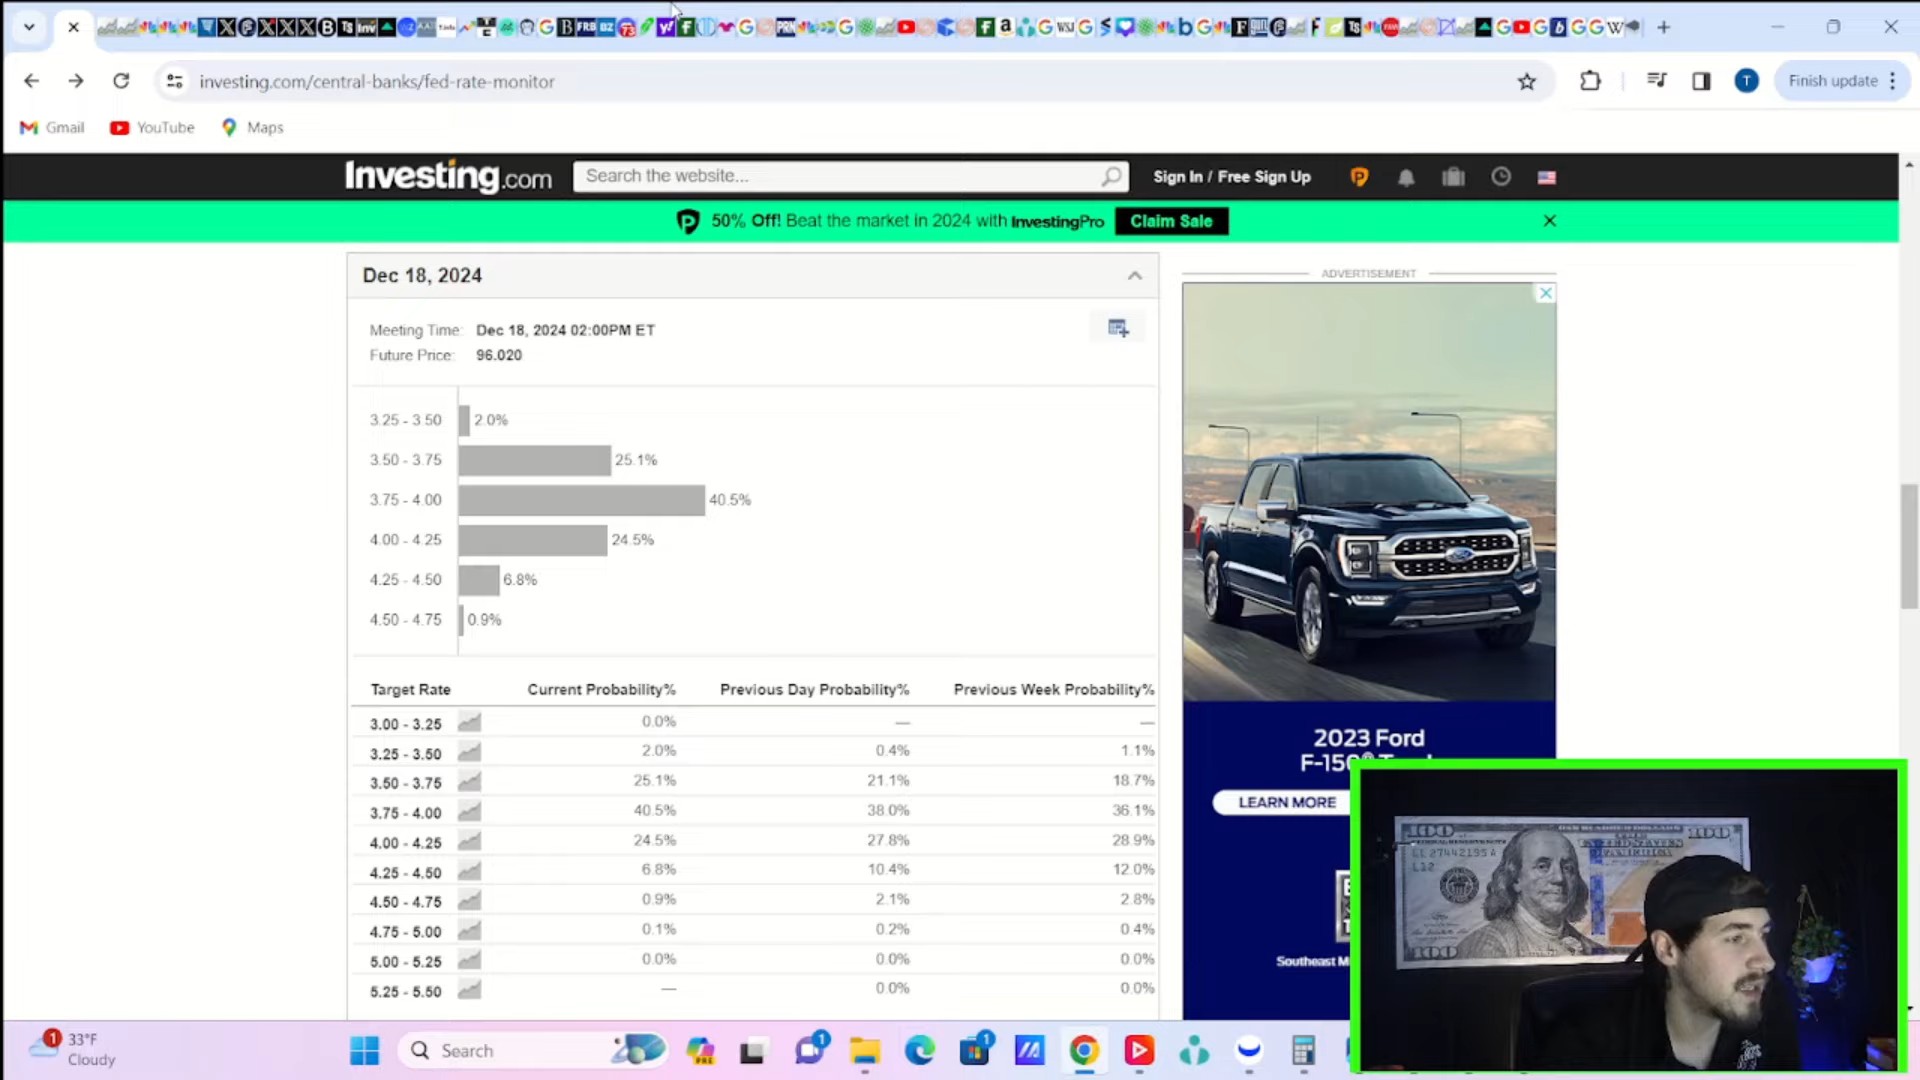 investing.com/central-banks/fed-rate-monitor
T
Finish update
Gmail
YouTube
Maps
Investing.com
Search the website...
Sign In / Free Sign Up
50% Off! Beat the market in 2024 with InvestingPro
Claim Sale
Dec 18, 2024
ADVERTISEMENT
Meeting Time: Dec 18, 2024 02:00PM ET
Future Price: 96.020
3.25 - 3.50 2.0%
3.50 - 3.75 25.1%
3.75 - 4.00 40.5%
4.00 - 4.25 24.5%
4.25 - 4.50 6.8%
4.50 - 4.75 0.9%
Target Rate Current Probability% Previous Day Probability% Previous Week Probability%
3.00 - 3.25 0.0% — —
3.25 - 3.50 2.0% 0.4% 1.1%
3.50 - 3.75 25.1% 21.1% 18.7%
3.75 - 4.00 40.5% 38.0% 36.1%
4.00 - 4.25 24.5% 27.8% 28.9%
4.25 - 4.50 6.8% 10.4% 12.0%
4.50 - 4.75 0.9% 2.1% 2.8%
4.75 - 5.00 0.1% 0.2% 0.4%
5.00 - 5.25 0.0% 0.0% 0.0%
5.25 - 5.50 — 0.0% 0.0%
2023 Ford
F-150®
LEARN MORE
Southeast
100
100
100
L12
1
33°F
Cloudy
Search
PRE
1
1